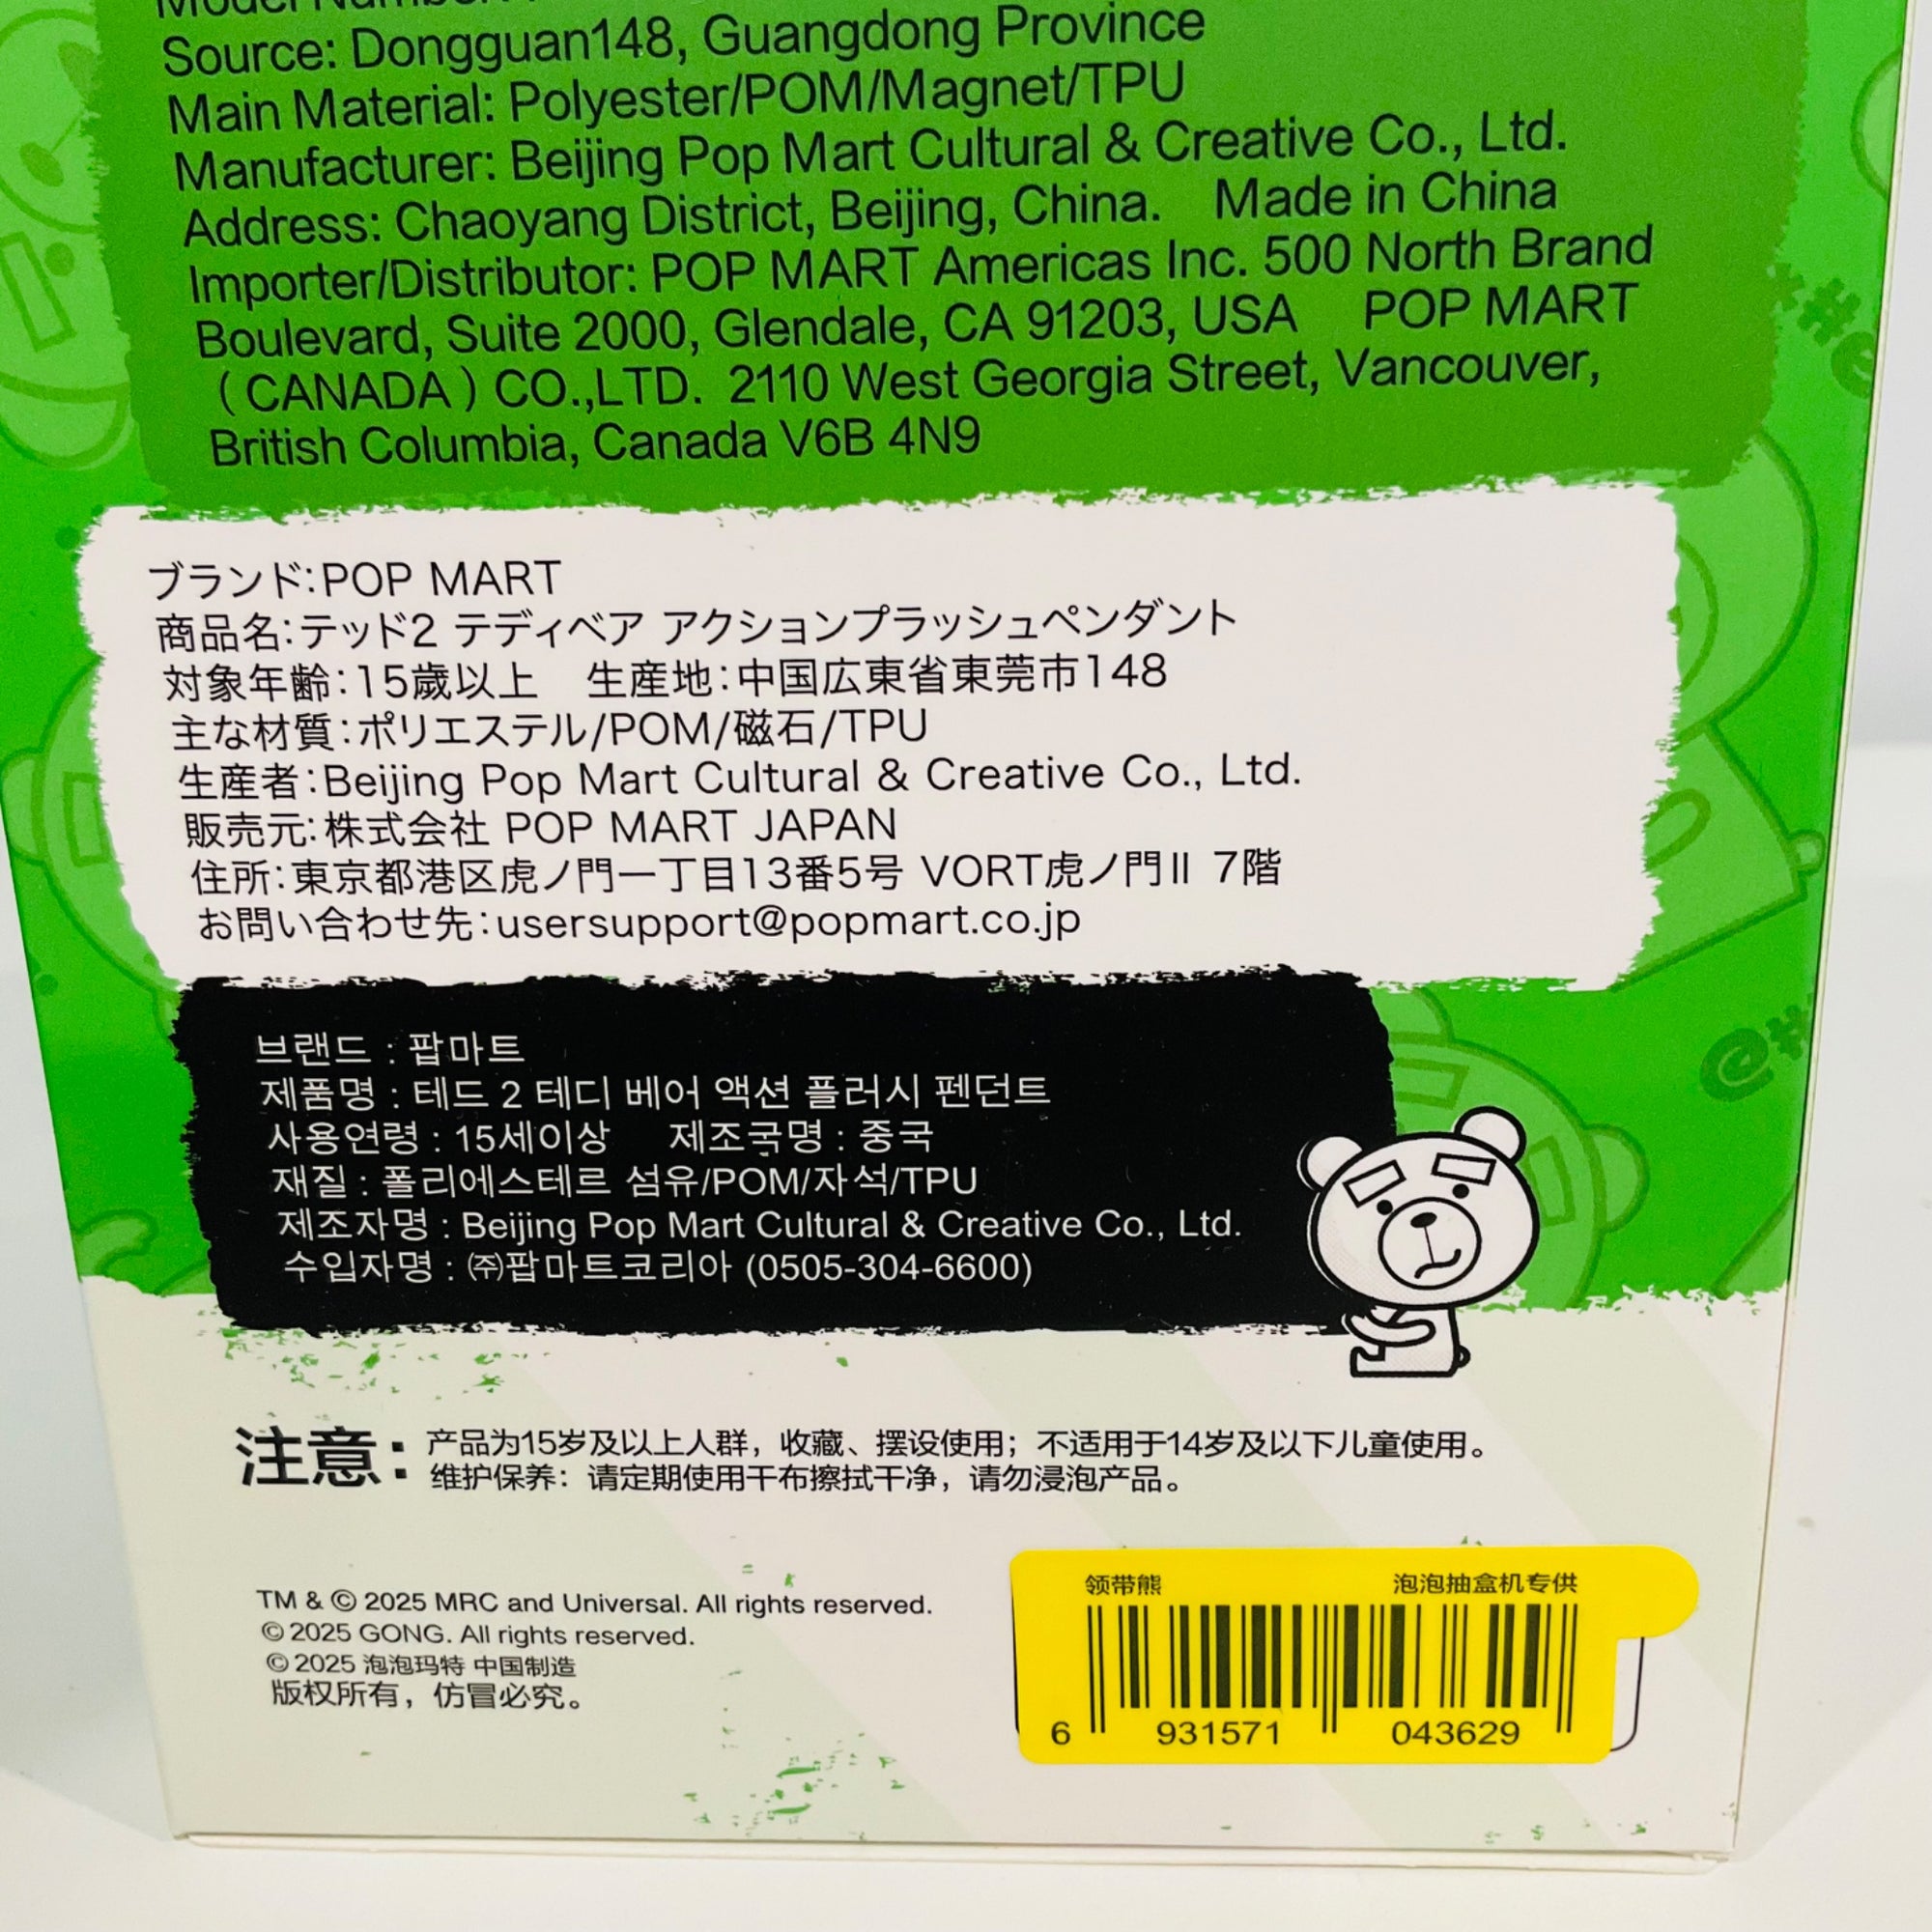 Model Number:
Source: Dongguan148, Guangdong Province
Main Material: Polyester/POM/Magnet/TPU
Manufacturer: Beijing Pop Mart Cultural & Creative Co., Ltd.
Address: Chaoyang District, Beijing, China. Made in China
Importer/Distributor: POP MART Americas Inc. 500 North Brand
Boulevard, Suite 2000, Glendale, CA 91203, USA POP MART
（CANADA）CO.,LTD. 2110 West Georgia Street, Vancouver,
British Columbia, Canada V6B 4N9
ブランド:POP MART
商品名:テッド2 テディベア アクションプラッシュペンダント
対象年齢:15歳以上 生産地:中国広東省東莞市148
主な材質:ポリエステル/POM/磁石/TPU
生産者:Beijing Pop Mart Cultural & Creative Co., Ltd.
販売元:株式会社 POP MART JAPAN
住所:東京都港区虎ノ門一丁目13番5号 VORT虎ノ門Ⅱ 7階
お問い合わせ先:usersupport@popmart.co.jp
브랜드 : 팝마트
제품명 : 테드 2 테디 베어 액션 플러시 펜던트
사용연령 : 15세이상 제조국명 : 중국
재질 : 폴리에스테르 섬유/POM/자석/TPU
제조자명 : Beijing Pop Mart Cultural & Creative Co., Ltd.
수입자명 : ㈜팝마트코리아 (0505-304-6600)
注意：产品为15岁及以上人群，收藏、摆设使用；不适用于14岁及以下儿童使用。
维护保养：请定期使用干布擦拭干净，请勿浸泡产品。
TM & © 2025 MRC and Universal. All rights reserved.
© 2025 GONG. All rights reserved.
© 2025 泡泡玛特 中国制造
版权所有，仿冒必究。
领带熊 泡泡抽盒机专供
6 931571 043629